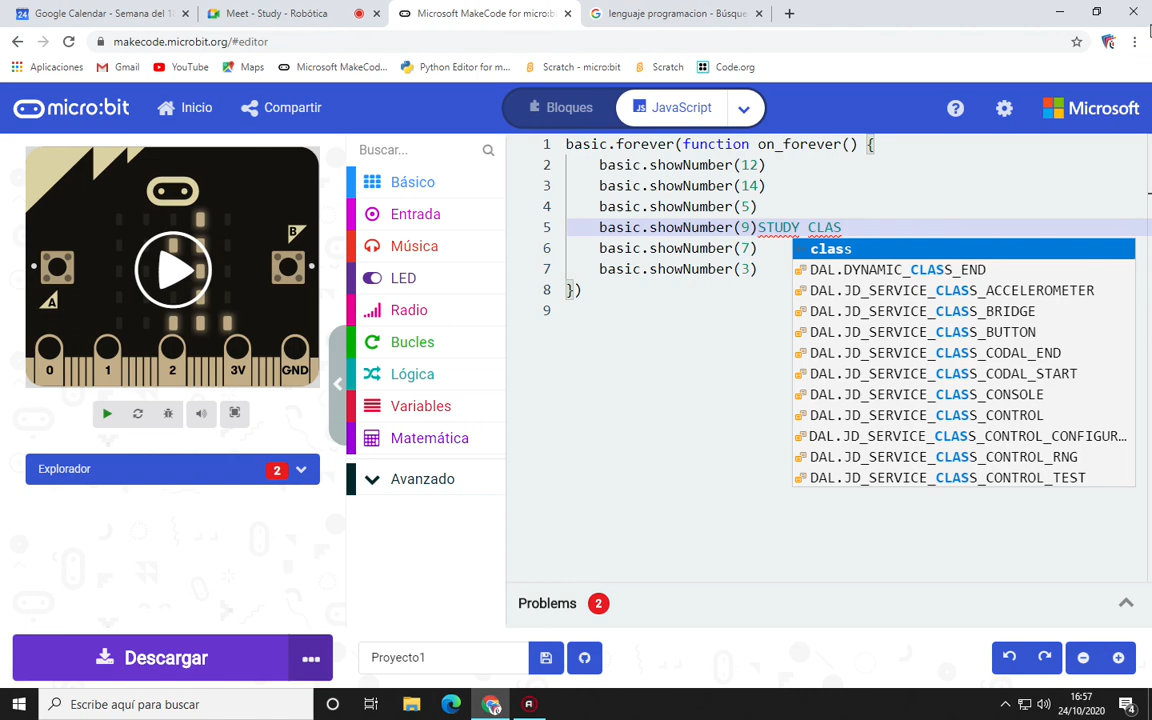 Google Calendar - Semana del 18
Meet - Study - Robótica
Microsoft MakeCode for micro:bi
lenguaje programacion - Búsque
makecode.microbit.org/#editor
Aplicaciones
Gmail
YouTube
Maps
Microsoft MakeCod...
Python Editor for m...
Scratch - micro:bit
Scratch
Code.org
micro:bit
Inicio
Compartir
Bloques
JavaScript
Microsoft
A
B
0
1
2
3V
GND
Explorador
2
Buscar...
Básico
Entrada
Música
LED
Radio
Bucles
Lógica
Variables
Matemática
Avanzado
1 basic.forever(function on_forever() {
2 basic.showNumber(12)
3 basic.showNumber(14)
4 basic.showNumber(5)
5 basic.showNumber(9)STUDY CLAS
6 basic.showNumber(7)
7 basic.showNumber(3)
8 })
9
class
DAL.DYNAMIC_CLASS_END
DAL.JD_SERVICE_CLASS_ACCELEROMETER
DAL.JD_SERVICE_CLASS_BRIDGE
DAL.JD_SERVICE_CLASS_BUTTON
DAL.JD_SERVICE_CLASS_CODAL_END
DAL.JD_SERVICE_CLASS_CODAL_START
DAL.JD_SERVICE_CLASS_CONSOLE
DAL.JD_SERVICE_CLASS_CONTROL
DAL.JD_SERVICE_CLASS_CONTROL_CONFIGUR...
DAL.JD_SERVICE_CLASS_CONTROL_RNG
DAL.JD_SERVICE_CLASS_CONTROL_TEST
Problems 2
Descargar
...
Proyecto1
Escribe aquí para buscar
16:57
24/10/2020
4